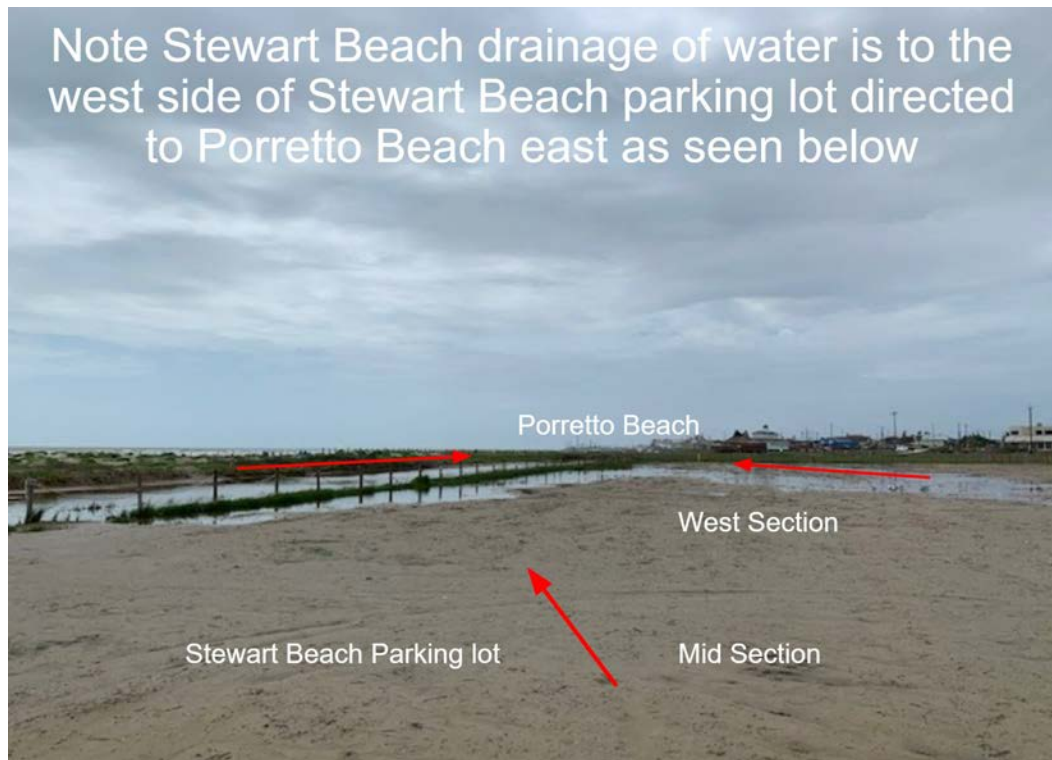 Note Stewart Beach drainage of water is to the
west side of Stewart Beach parking lot directed
to Porretto Beach east as seen below
Porretto Beach
West Section
Stewart Beach Parking lot
Mid Section